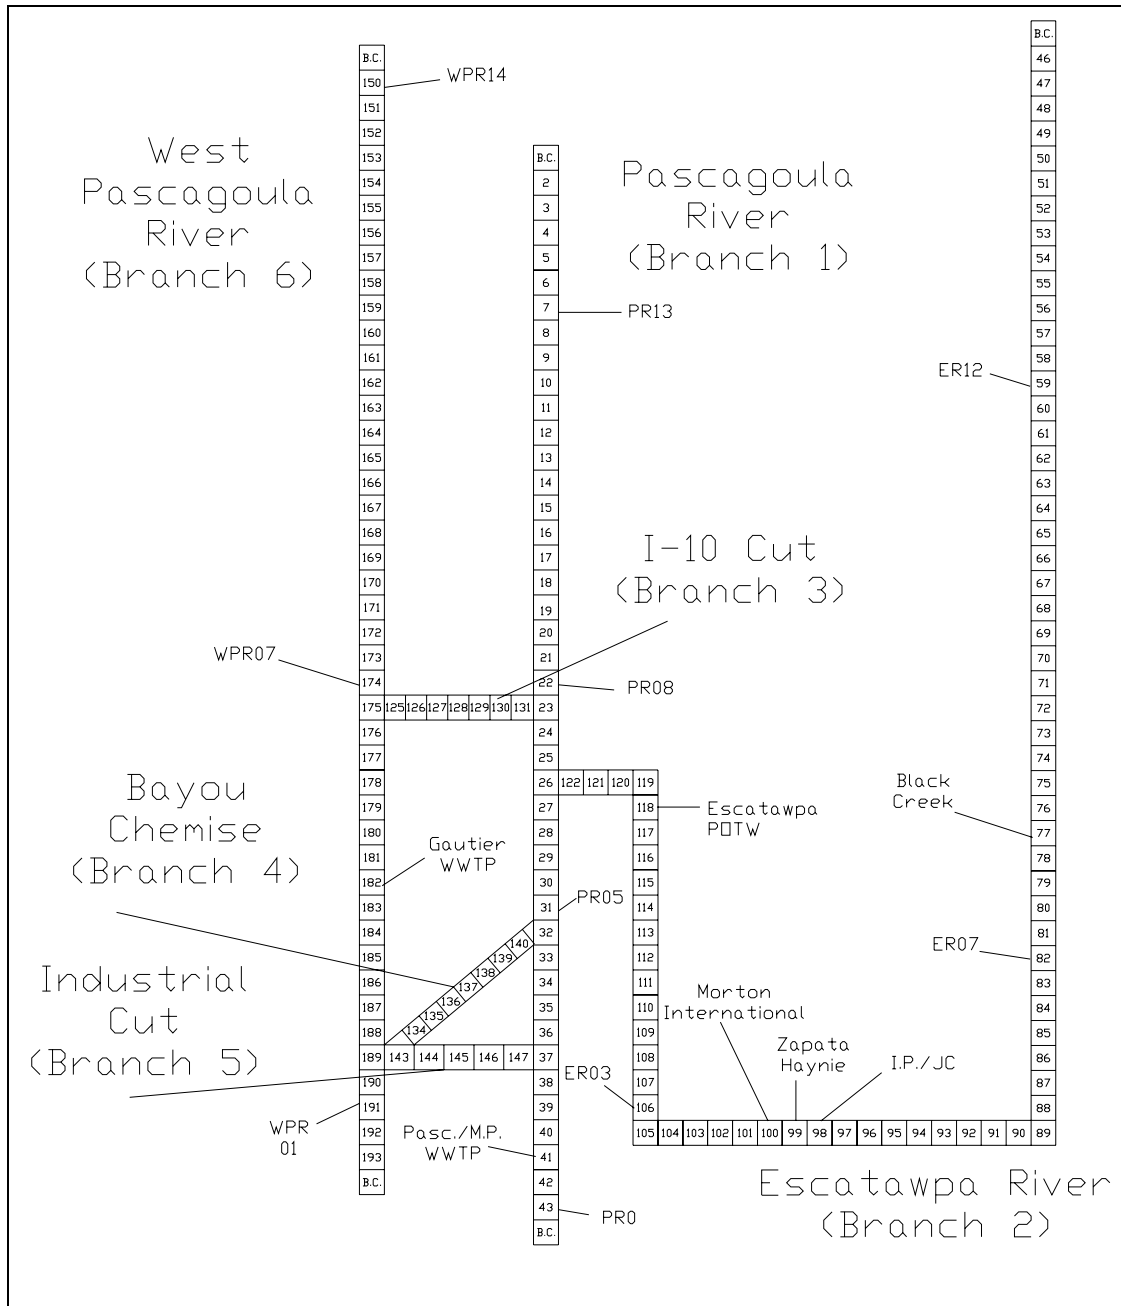 West
Pascagoula
River
(Branch 6)
B.C.
150
151
152
153
154
155
156
157
158
159
160
161
162
163
164
165
166
167
168
169
170
171
172
173
174
175
176
177
178
179
180
181
182
183
184
185
186
187
188
189
190
191
192
193
B.C.
WPR14
WPR07
Gautier
WWTP
WPR
01
Pascagoula
River
(Branch 1)
B.C.
2
3
4
5
6
7
8
9
10
11
12
13
14
15
16
17
18
19
20
21
22
23
24
25
26
27
28
29
30
31
32
33
34
35
36
37
38
39
40
41
42
43
B.C.
PR13
PR08
PR05
Pasc./M.P.
WWTP
PR0
I-10 Cut
(Branch 3)
125 126 127 128 129 130 131
Bayou
Chemise
(Branch 4)
134 135 136 137 138 139 140
Industrial
Cut
(Branch 5)
143 144 145 146 147
B.C.
46
47
48
49
50
51
52
53
54
55
56
57
58
59
60
61
62
63
64
65
66
67
68
69
70
71
72
73
74
75
76
77
78
79
80
81
82
83
84
85
86
87
88
ER12
Black
Creek
ER07
122 121 120 119
118
117
116
115
114
113
112
111
110
109
108
107
106
105 104 103 102 101 100 99 98 97 96 95 94 93 92 91 90 89
Escatawpa
POTW
Morton
International
Zapata
Haynie
I.P./JC
ER03
Escatawpa River
(Branch 2)